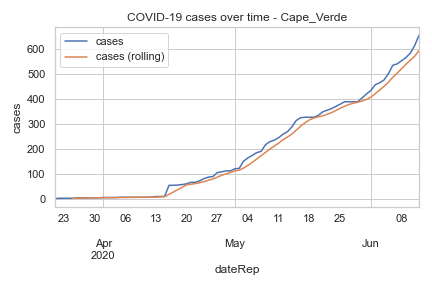 COVID-19 cases over time - Cape_Verde
cases
cases (rolling)
600
500
400
300
200
100
0
cases
23 30 06 13 20 27 04 11 18 25 08
Apr May Jun
2020
dateRep